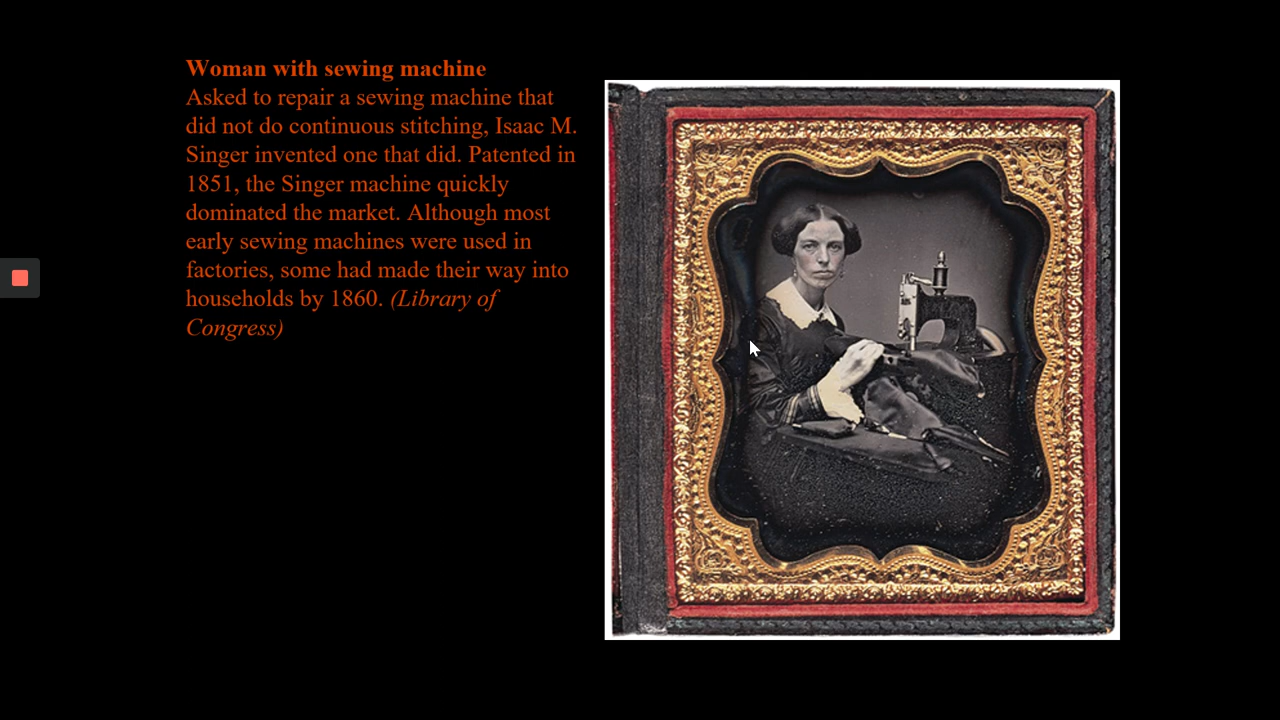 Woman with sewing machine
Asked to repair a sewing machine that
did not do continuous stitching, Isaac M.
Singer invented one that did. Patented in
1851, the Singer machine quickly
dominated the market. Although most
early sewing machines were used in
factories, some had made their way into
households by 1860. (Library of
Congress)